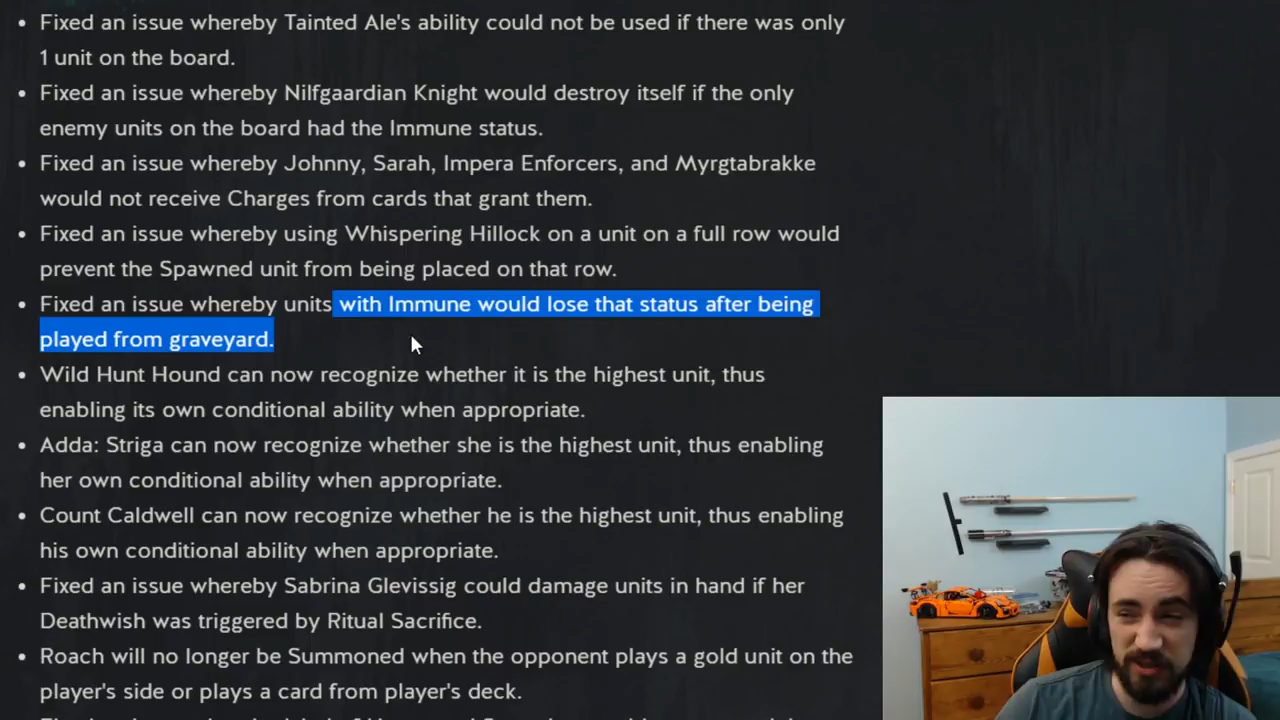 • Fixed an issue whereby Tainted Ale's ability could not be used if there was only
1 unit on the board.
• Fixed an issue whereby Nilfgaardian Knight would destroy itself if the only
enemy units on the board had the Immune status.
• Fixed an issue whereby Johnny, Sarah, Impera Enforcers, and Myrgtabrakke
would not receive Charges from cards that grant them.
• Fixed an issue whereby using Whispering Hillock on a unit on a full row would
prevent the Spawned unit from being placed on that row.
• Fixed an issue whereby units with Immune would lose that status after being
played from graveyard.
• Wild Hunt Hound can now recognize whether it is the highest unit, thus
enabling its own conditional ability when appropriate.
• Adda: Striga can now recognize whether she is the highest unit, thus enabling
her own conditional ability when appropriate.
• Count Caldwell can now recognize whether he is the highest unit, thus enabling
his own conditional ability when appropriate.
• Fixed an issue whereby Sabrina Glevissig could damage units in hand if her
Deathwish was triggered by Ritual Sacrifice.
• Roach will no longer be Summoned when the opponent plays a gold unit on the
player's side or plays a card from player's deck.